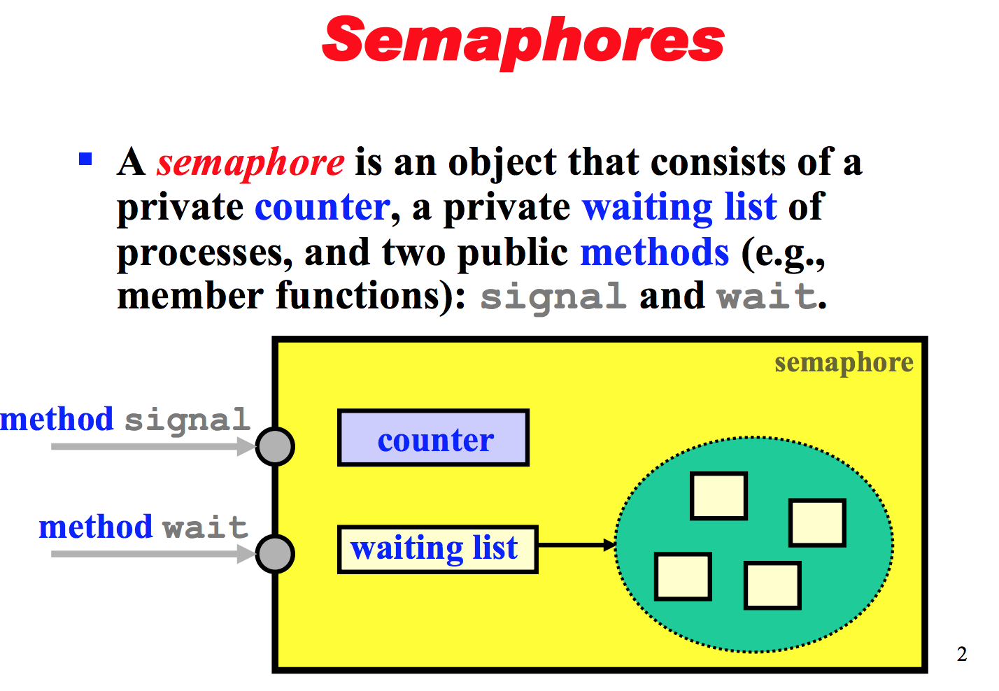 Semaphores
A semaphore is an object that consists of a
private counter, a private waiting list of
processes, and two public methods (e.g.,
member functions): signal and wait.
semaphore
method signal
counter
method wait
waiting list
2